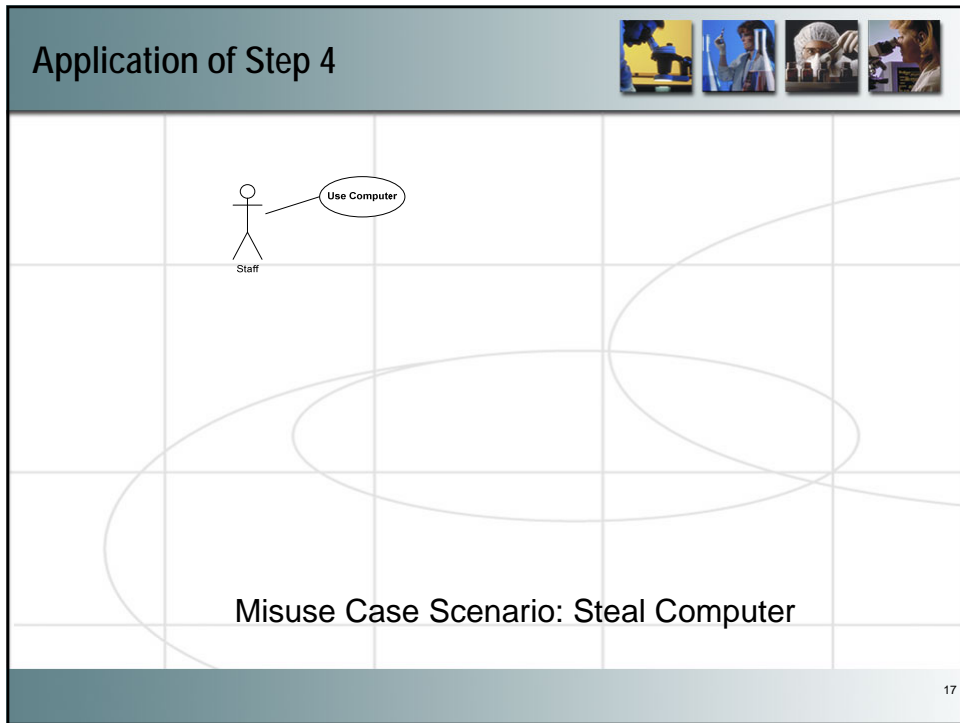 Application of Step 4
Use Computer
Staff
Misuse Case Scenario: Steal Computer
17